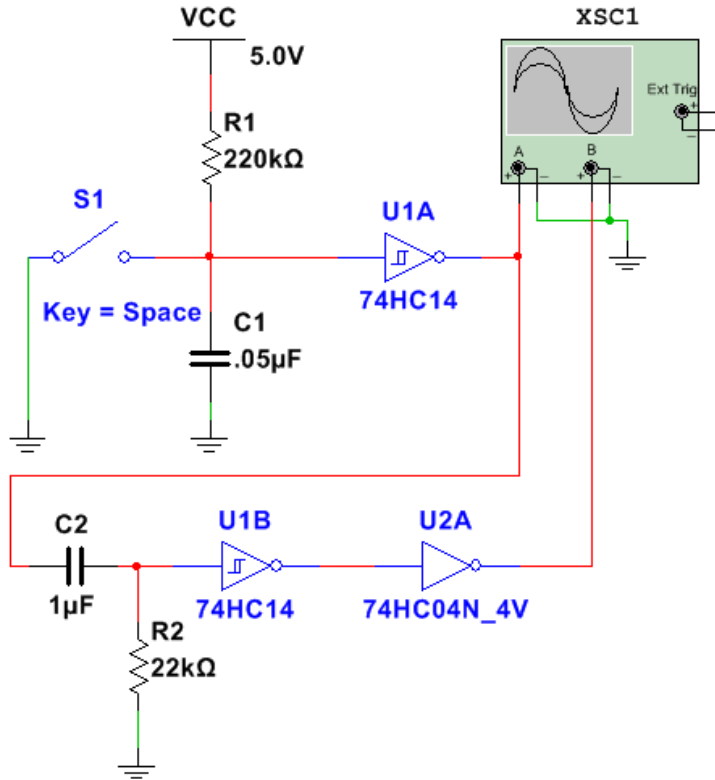 VCC
XSC1
5.0V
Ext Trig
+
R1
220kΩ
−
A
B
+ − + −
S1
U1A
74HC14
Key = Space
C1
.05µF
C2
U1B
U2A
1µF
74HC14
74HC04N_4V
R2
22kΩ